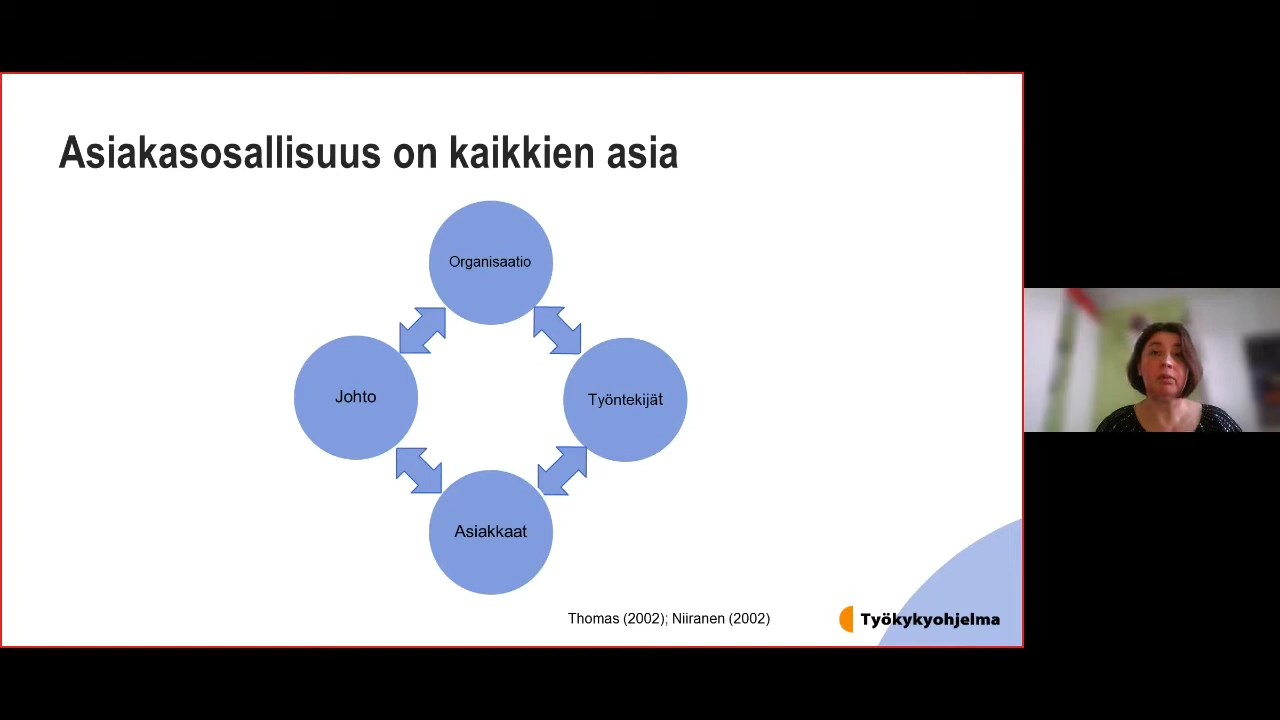 Asiakasosallisuus on kaikkien asia
Organisaatio
Johto
Työntekijät
Asiakkaat
Thomas (2002); Niiranen (2002)
Työkykyohjelma